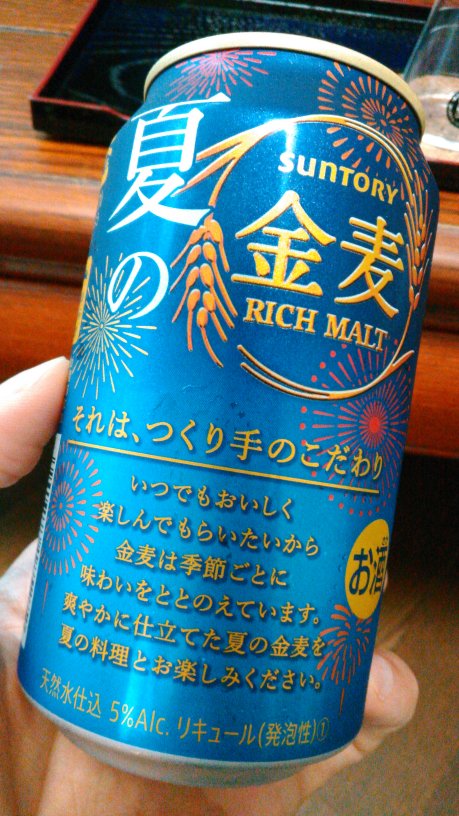 夏の
SUNTORY
金麦
RICH MALT
それは、つくり手のこだわり
いつでもおいしく
楽しんでもらいたいから
金麦は季節ごとに
味わいをととのえています。
爽やかに仕立てた夏の金麦を
夏の料理とお楽しみください。
お酒
天然水仕込 5%Alc. リキュール(発泡性)①